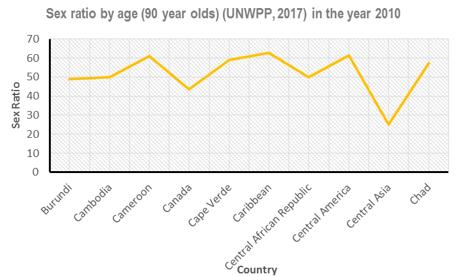 Sex ratio by age (90 year olds) (UNWPP, 2017) in the year 2010
70
60
50
40
30
20
10
0
Sex Ratio
Burundi
Cambodia
Cameroon
Canada
Cape Verde
Caribbean
Central African Republic
Central America
Central Asia
Chad
Country